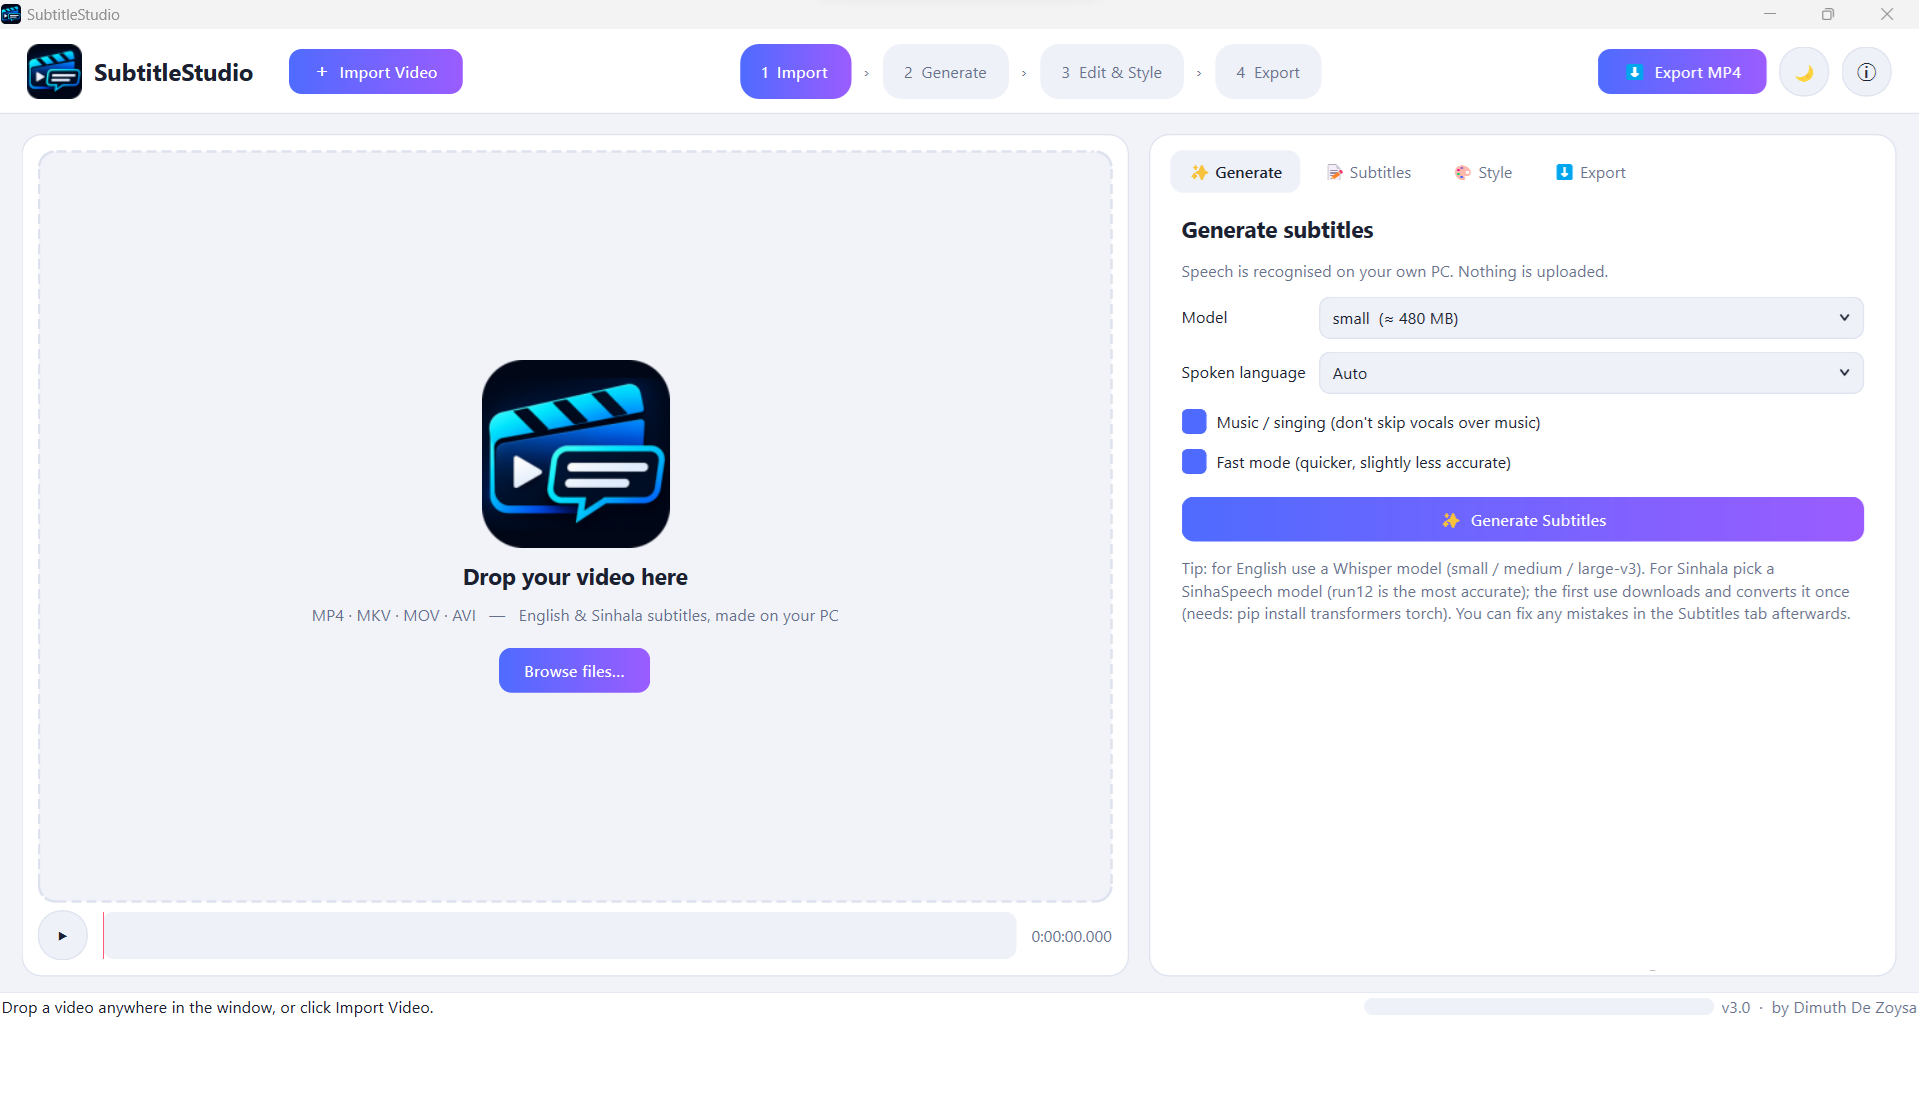 SubtitleStudio
SubtitleStudio
+ Import Video
1 Import
›
2 Generate
›
3 Edit & Style
›
4 Export
Export MP4
Generate
Subtitles
Style
Export
Drop your video here
MP4 · MKV · MOV · AVI — English & Sinhala subtitles, made on your PC
Browse files...
0:00:00.000
Generate subtitles
Speech is recognised on your own PC. Nothing is uploaded.
Model
small (≈ 480 MB)
Spoken language
Auto
Music / singing (don't skip vocals over music)
Fast mode (quicker, slightly less accurate)
Generate Subtitles
Tip: for English use a Whisper model (small / medium / large-v3). For Sinhala pick a
SinhaSpeech model (run12 is the most accurate); the first use downloads and converts it once
(needs: pip install transformers torch). You can fix any mistakes in the Subtitles tab afterwards.
Drop a video anywhere in the window, or click Import Video.
v3.0 · by Dimuth De Zoysa